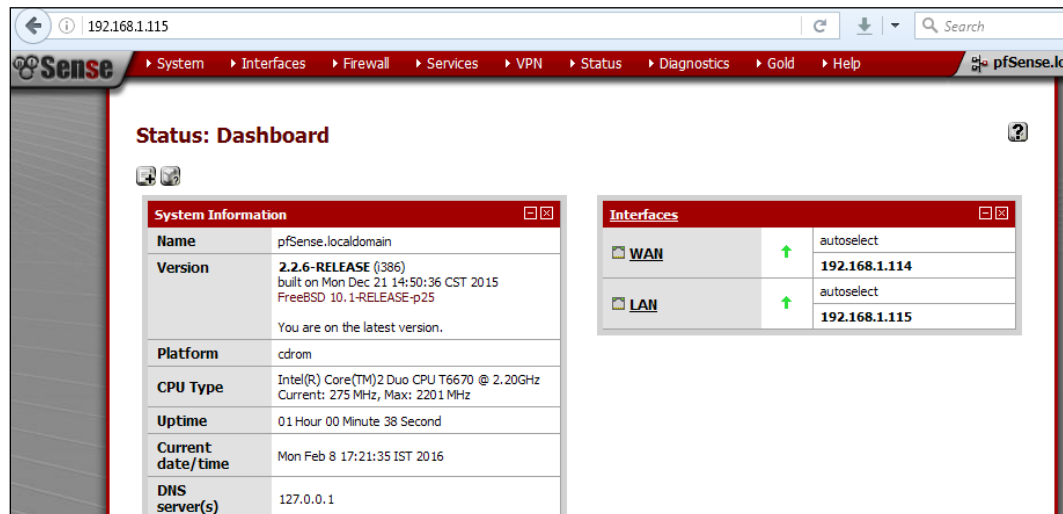 192.168.1.115
Search
Sense
System Interfaces Firewall Services VPN Status Diagnostics Gold Help pfSense.lo
Status: Dashboard
System Information
Name pfSense.localdomain
Version 2.2.6-RELEASE (i386)
built on Mon Dec 21 14:50:36 CST 2015
FreeBSD 10.1-RELEASE-p25
You are on the latest version.
Platform cdrom
CPU Type Intel(R) Core(TM)2 Duo CPU T6670 @ 2.20GHz
Current: 275 MHz, Max: 2201 MHz
Uptime 01 Hour 00 Minute 38 Second
Current
date/time Mon Feb 8 17:21:35 IST 2016
DNS
server(s) 127.0.0.1
Interfaces
WAN autoselect
192.168.1.114
LAN autoselect
192.168.1.115